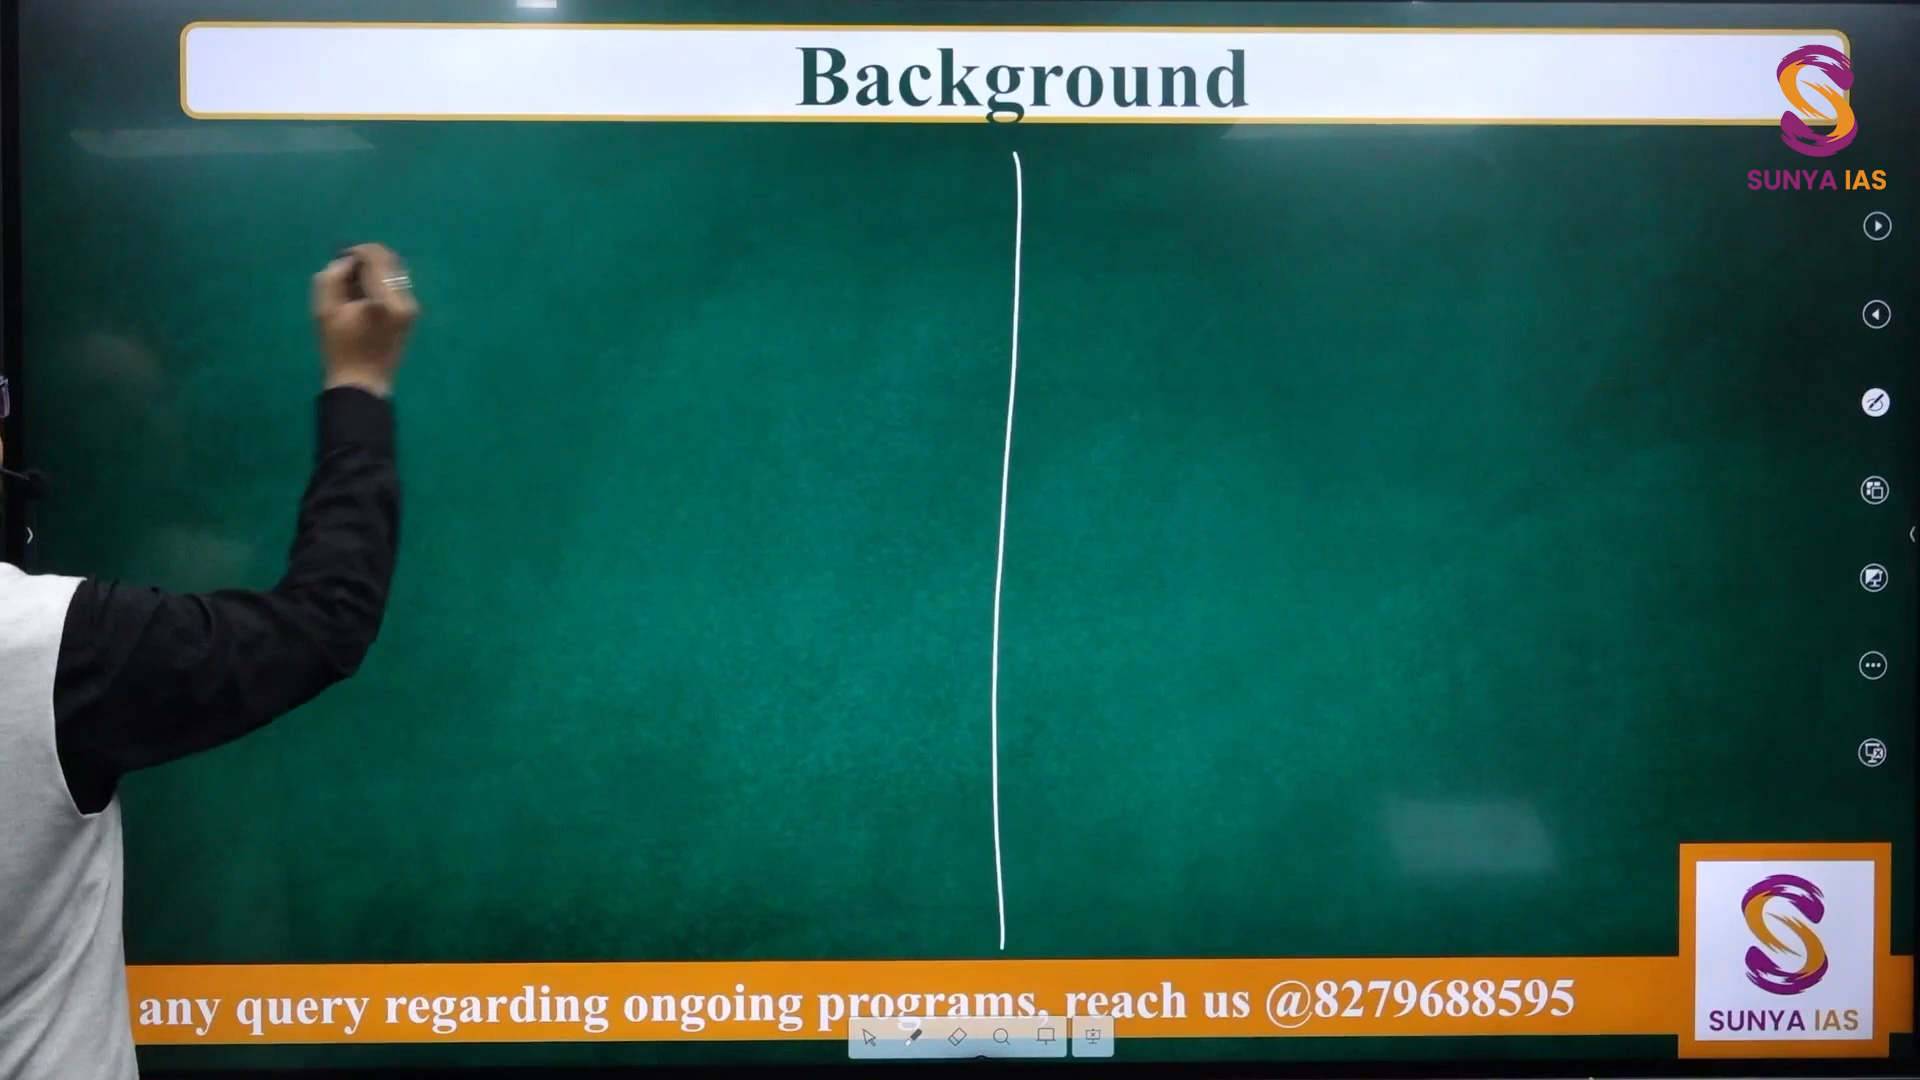 Background
SUNYA IAS
any query regarding ongoing programs, reach us @8279688595
SUNYA IAS